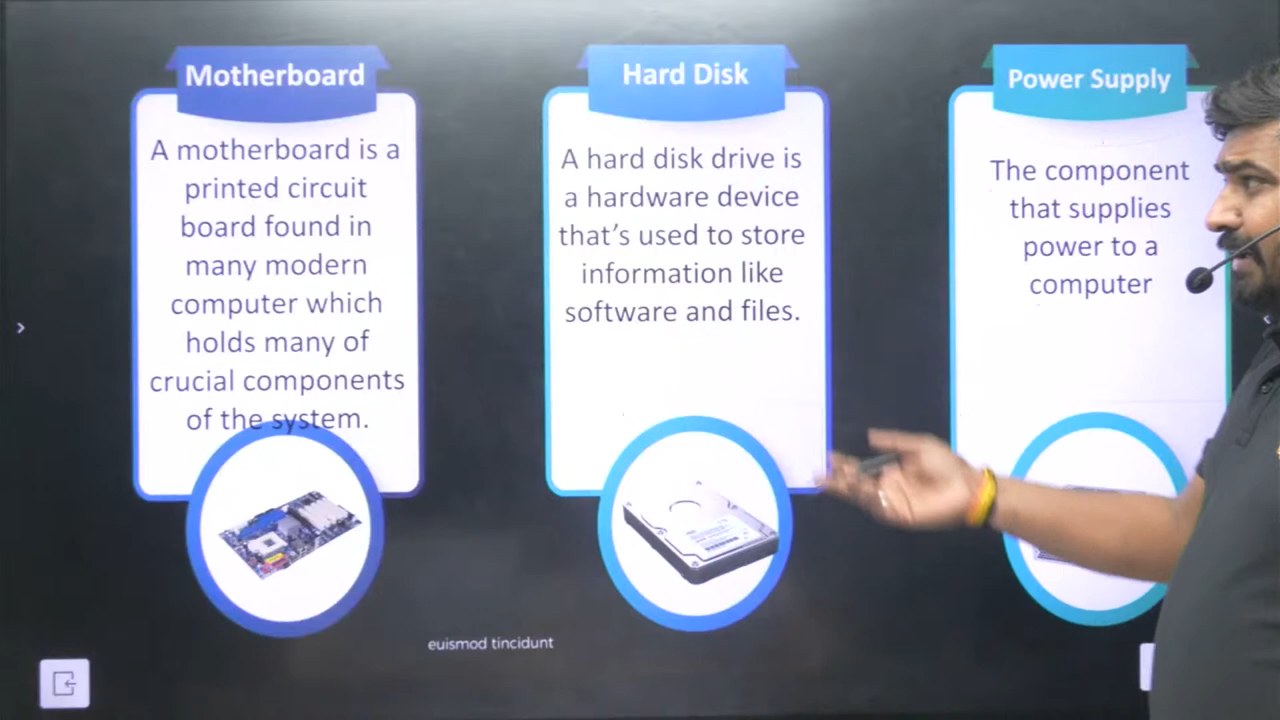 Motherboard
A motherboard is a
printed circuit
board found in
many modern
computer which
holds many of
crucial components
of the system.
Hard Disk
A hard disk drive is
a hardware device
that's used to store
information like
software and files.
Power Supply
The component
that supplies
power to a
computer
euismod tincidunt